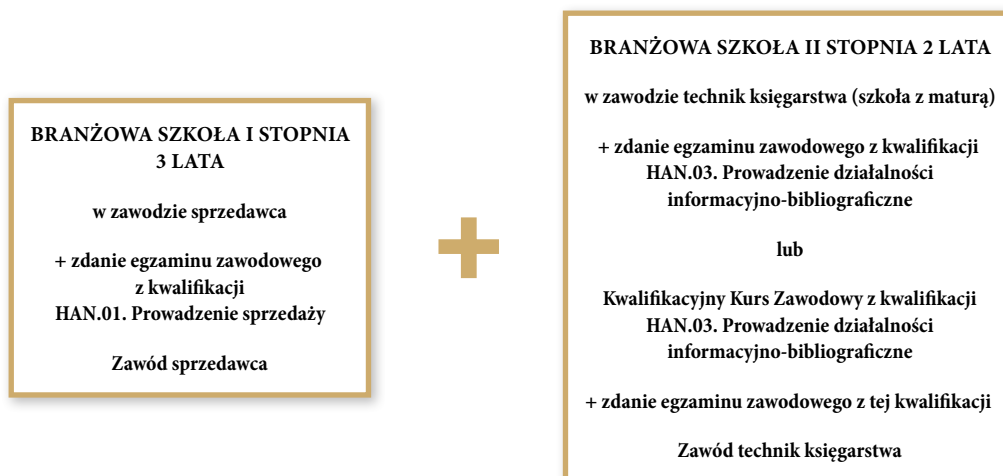 BRANŻOWA SZKOŁA I STOPNIA
3 LATA
w zawodzie sprzedawca
+ zdanie egzaminu zawodowego
z kwalifikacji
HAN.01. Prowadzenie sprzedaży
Zawód sprzedawca
+
BRANŻOWA SZKOŁA II STOPNIA 2 LATA
w zawodzie technik księgarstwa (szkoła z maturą)
+ zdanie egzaminu zawodowego z kwalifikacji
HAN.03. Prowadzenie działalności
informacyjno-bibliograficzne
lub
Kwalifikacyjny Kurs Zawodowy z kwalifikacji
HAN.03. Prowadzenie działalności
informacyjno-bibliograficzne
+ zdanie egzaminu zawodowego z tej kwalifikacji
Zawód technik księgarstwa